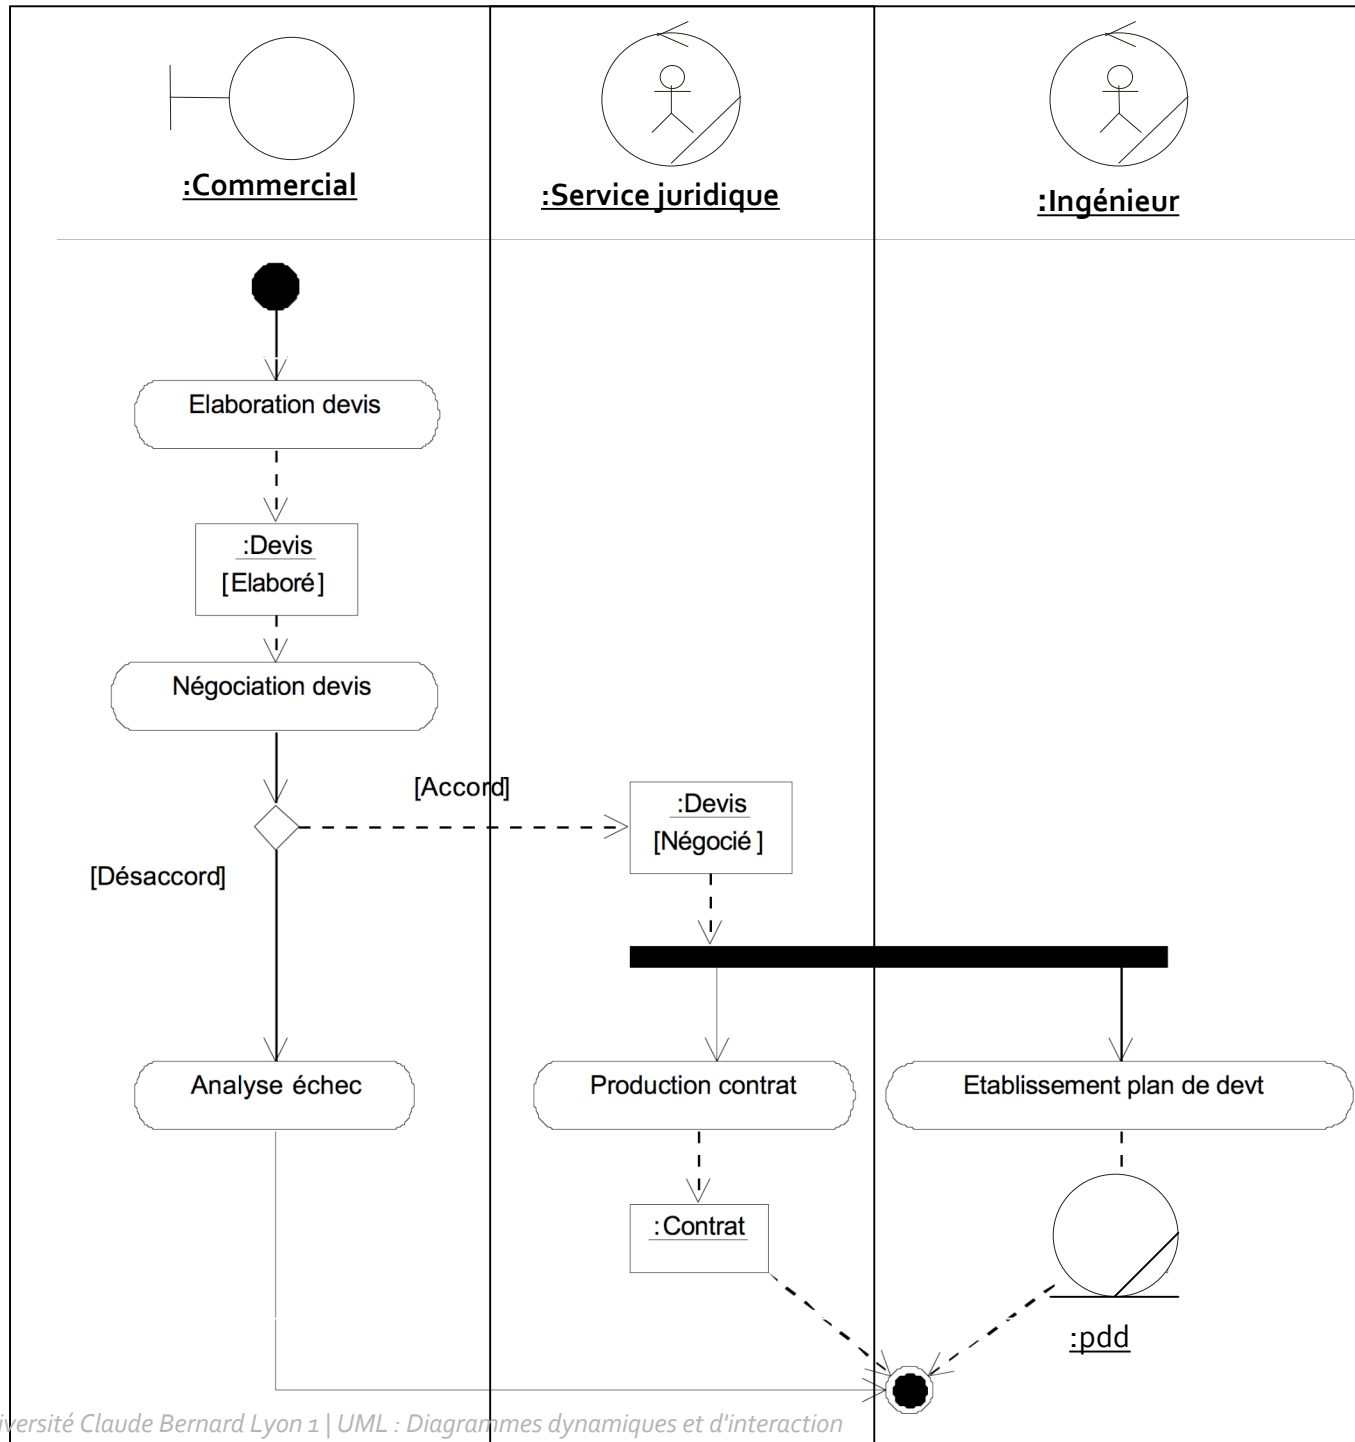 :Commercial
:Service juridique
:Ingénieur
Elaboration devis
:Devis
[Elaboré]
Négociation devis
[Accord]
:Devis
[Négocié]
[Désaccord]
Analyse échec
Production contrat
Etablissement plan de devt
:Contrat
:pdd
iversité Claude Bernard Lyon 1 | UML : Diagrammes dynamiques et d'interaction